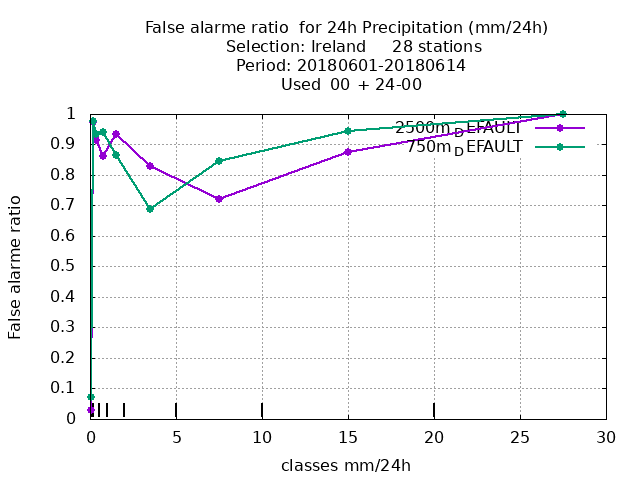 False alarme ratio  for 24h Precipitation (mm/24h)
Selection: Ireland     28 stations
Period: 20180601-20180614
Used  00 + 24-00
1
0.9
0.8
0.7
0.6
0.5
0.4
0.3
0.2
0.1
0
False alarme ratio
2500m_DEFAULT
750m_DEFAULT
0 5 10 15 20 25 30
classes mm/24h